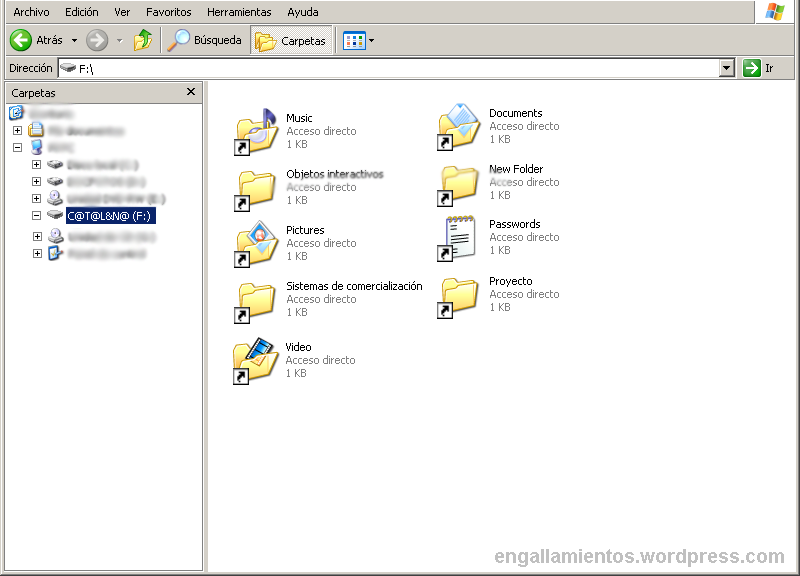 Archivo Edición Ver Favoritos Herramientas Ayuda
Atrás Búsqueda Carpetas
Dirección F:\ Ir
Carpetas
C@T@L&N@ (F:)
Music
Acceso directo
1 KB
Documents
Acceso directo
1 KB
Objetos interactivos
Acceso directo
1 KB
New Folder
Acceso directo
1 KB
Pictures
Acceso directo
1 KB
Passwords
Acceso directo
1 KB
Sistemas de comercialización
Acceso directo
1 KB
Proyecto
Acceso directo
1 KB
Video
Acceso directo
1 KB
engallamientos.wordpress.com